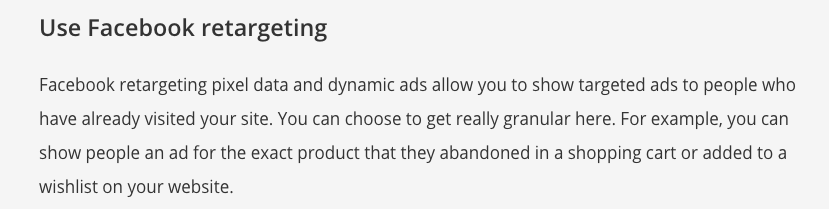 Use Facebook retargeting
Facebook retargeting pixel data and dynamic ads allow you to show targeted ads to people who
have already visited your site. You can choose to get really granular here. For example, you can
show people an ad for the exact product that they abandoned in a shopping cart or added to a
wishlist on your website.